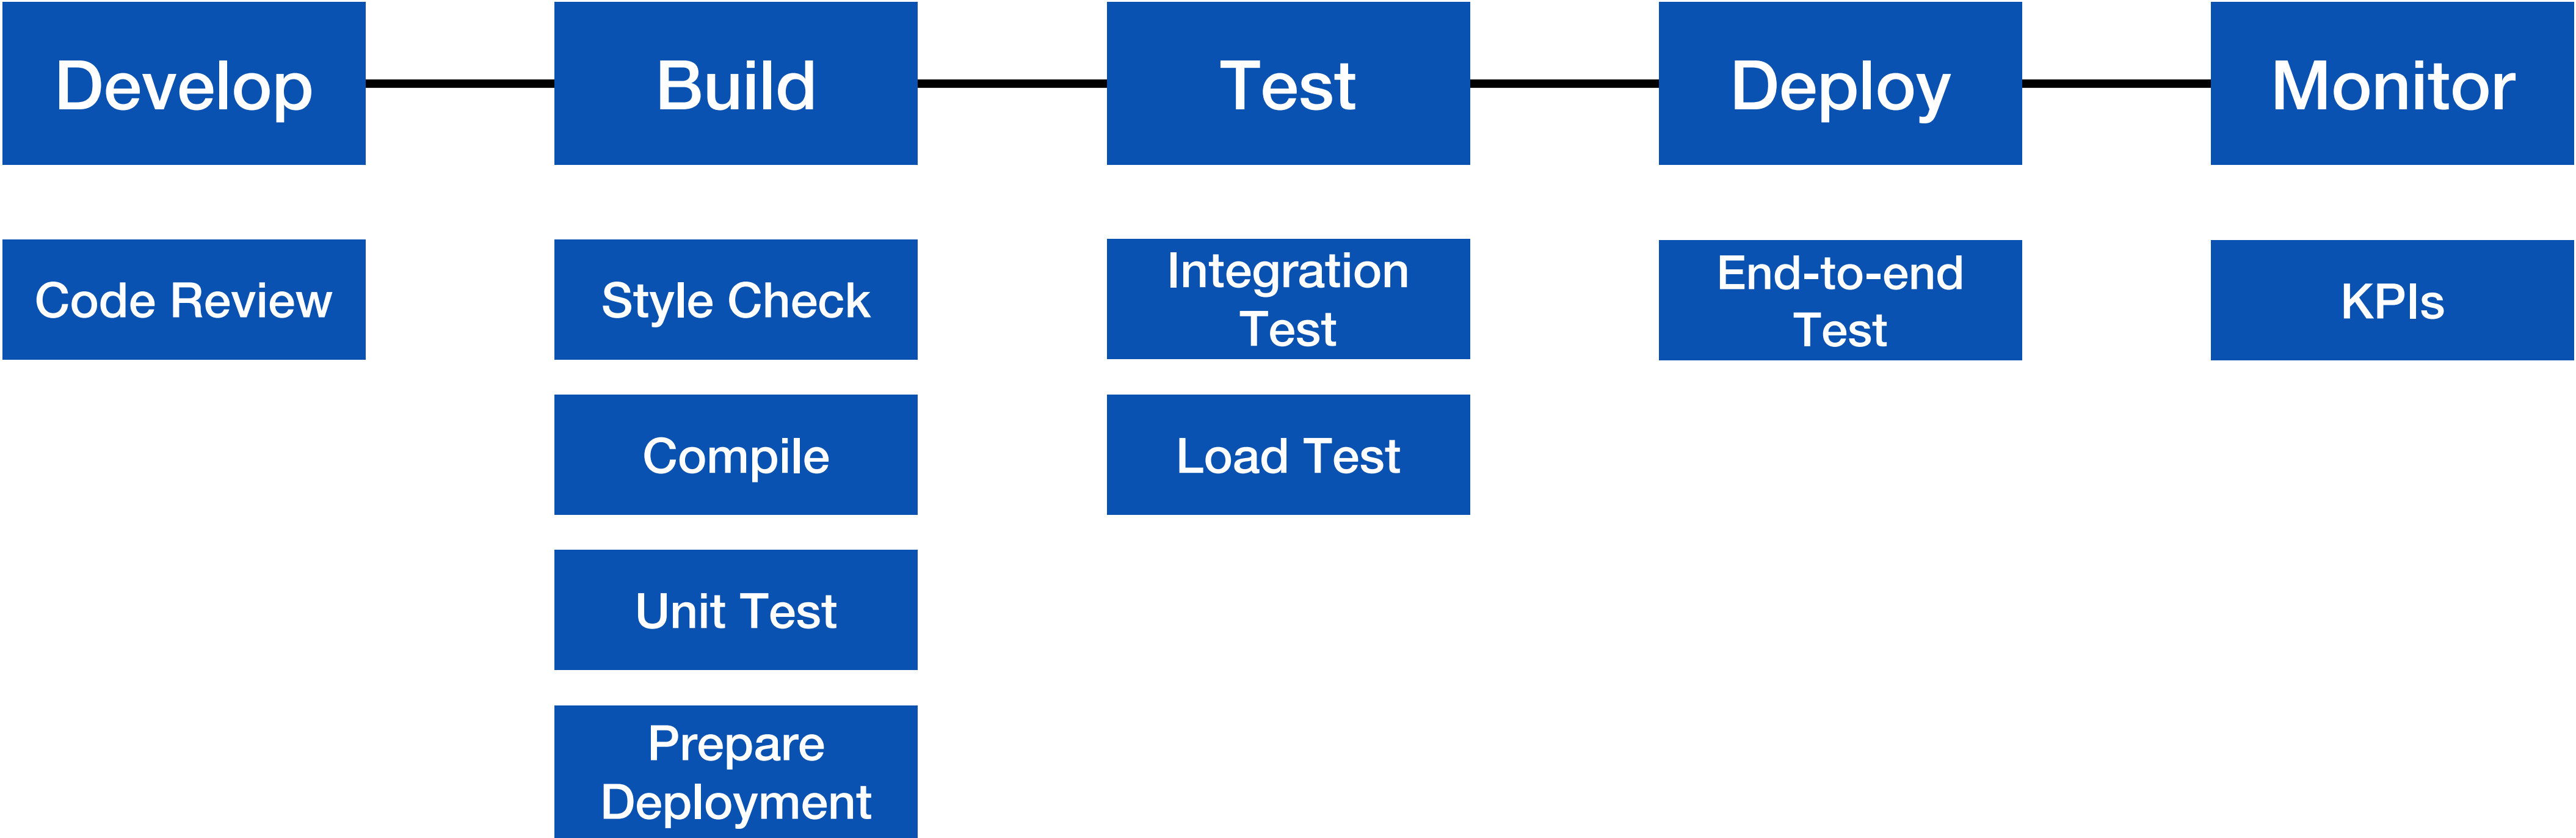 Develop
Build
Test
Deploy
Monitor
Code Review
Style Check
Compile
Unit Test
Prepare
Deployment
Integration
Test
Load Test
End-to-end
Test
KPIs